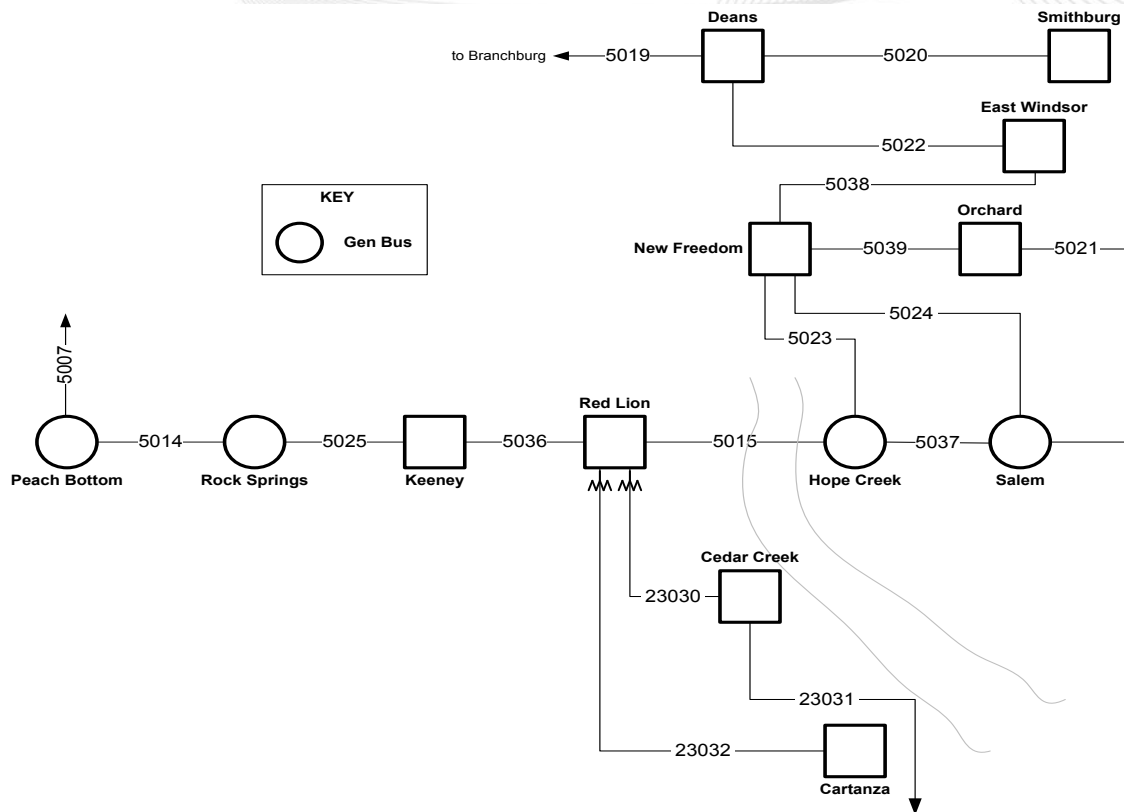 Deans
Smithburg
to Branchburg
5019
5020
East Windsor
5022
5038
KEY
Gen Bus
Orchard
New Freedom
5039
5021
5024
5023
5007
Red Lion
5014
5025
5036
5015
5037
Peach Bottom
Rock Springs
Keeney
Hope Creek
Salem
Cedar Creek
23030
23031
23032
Cartanza